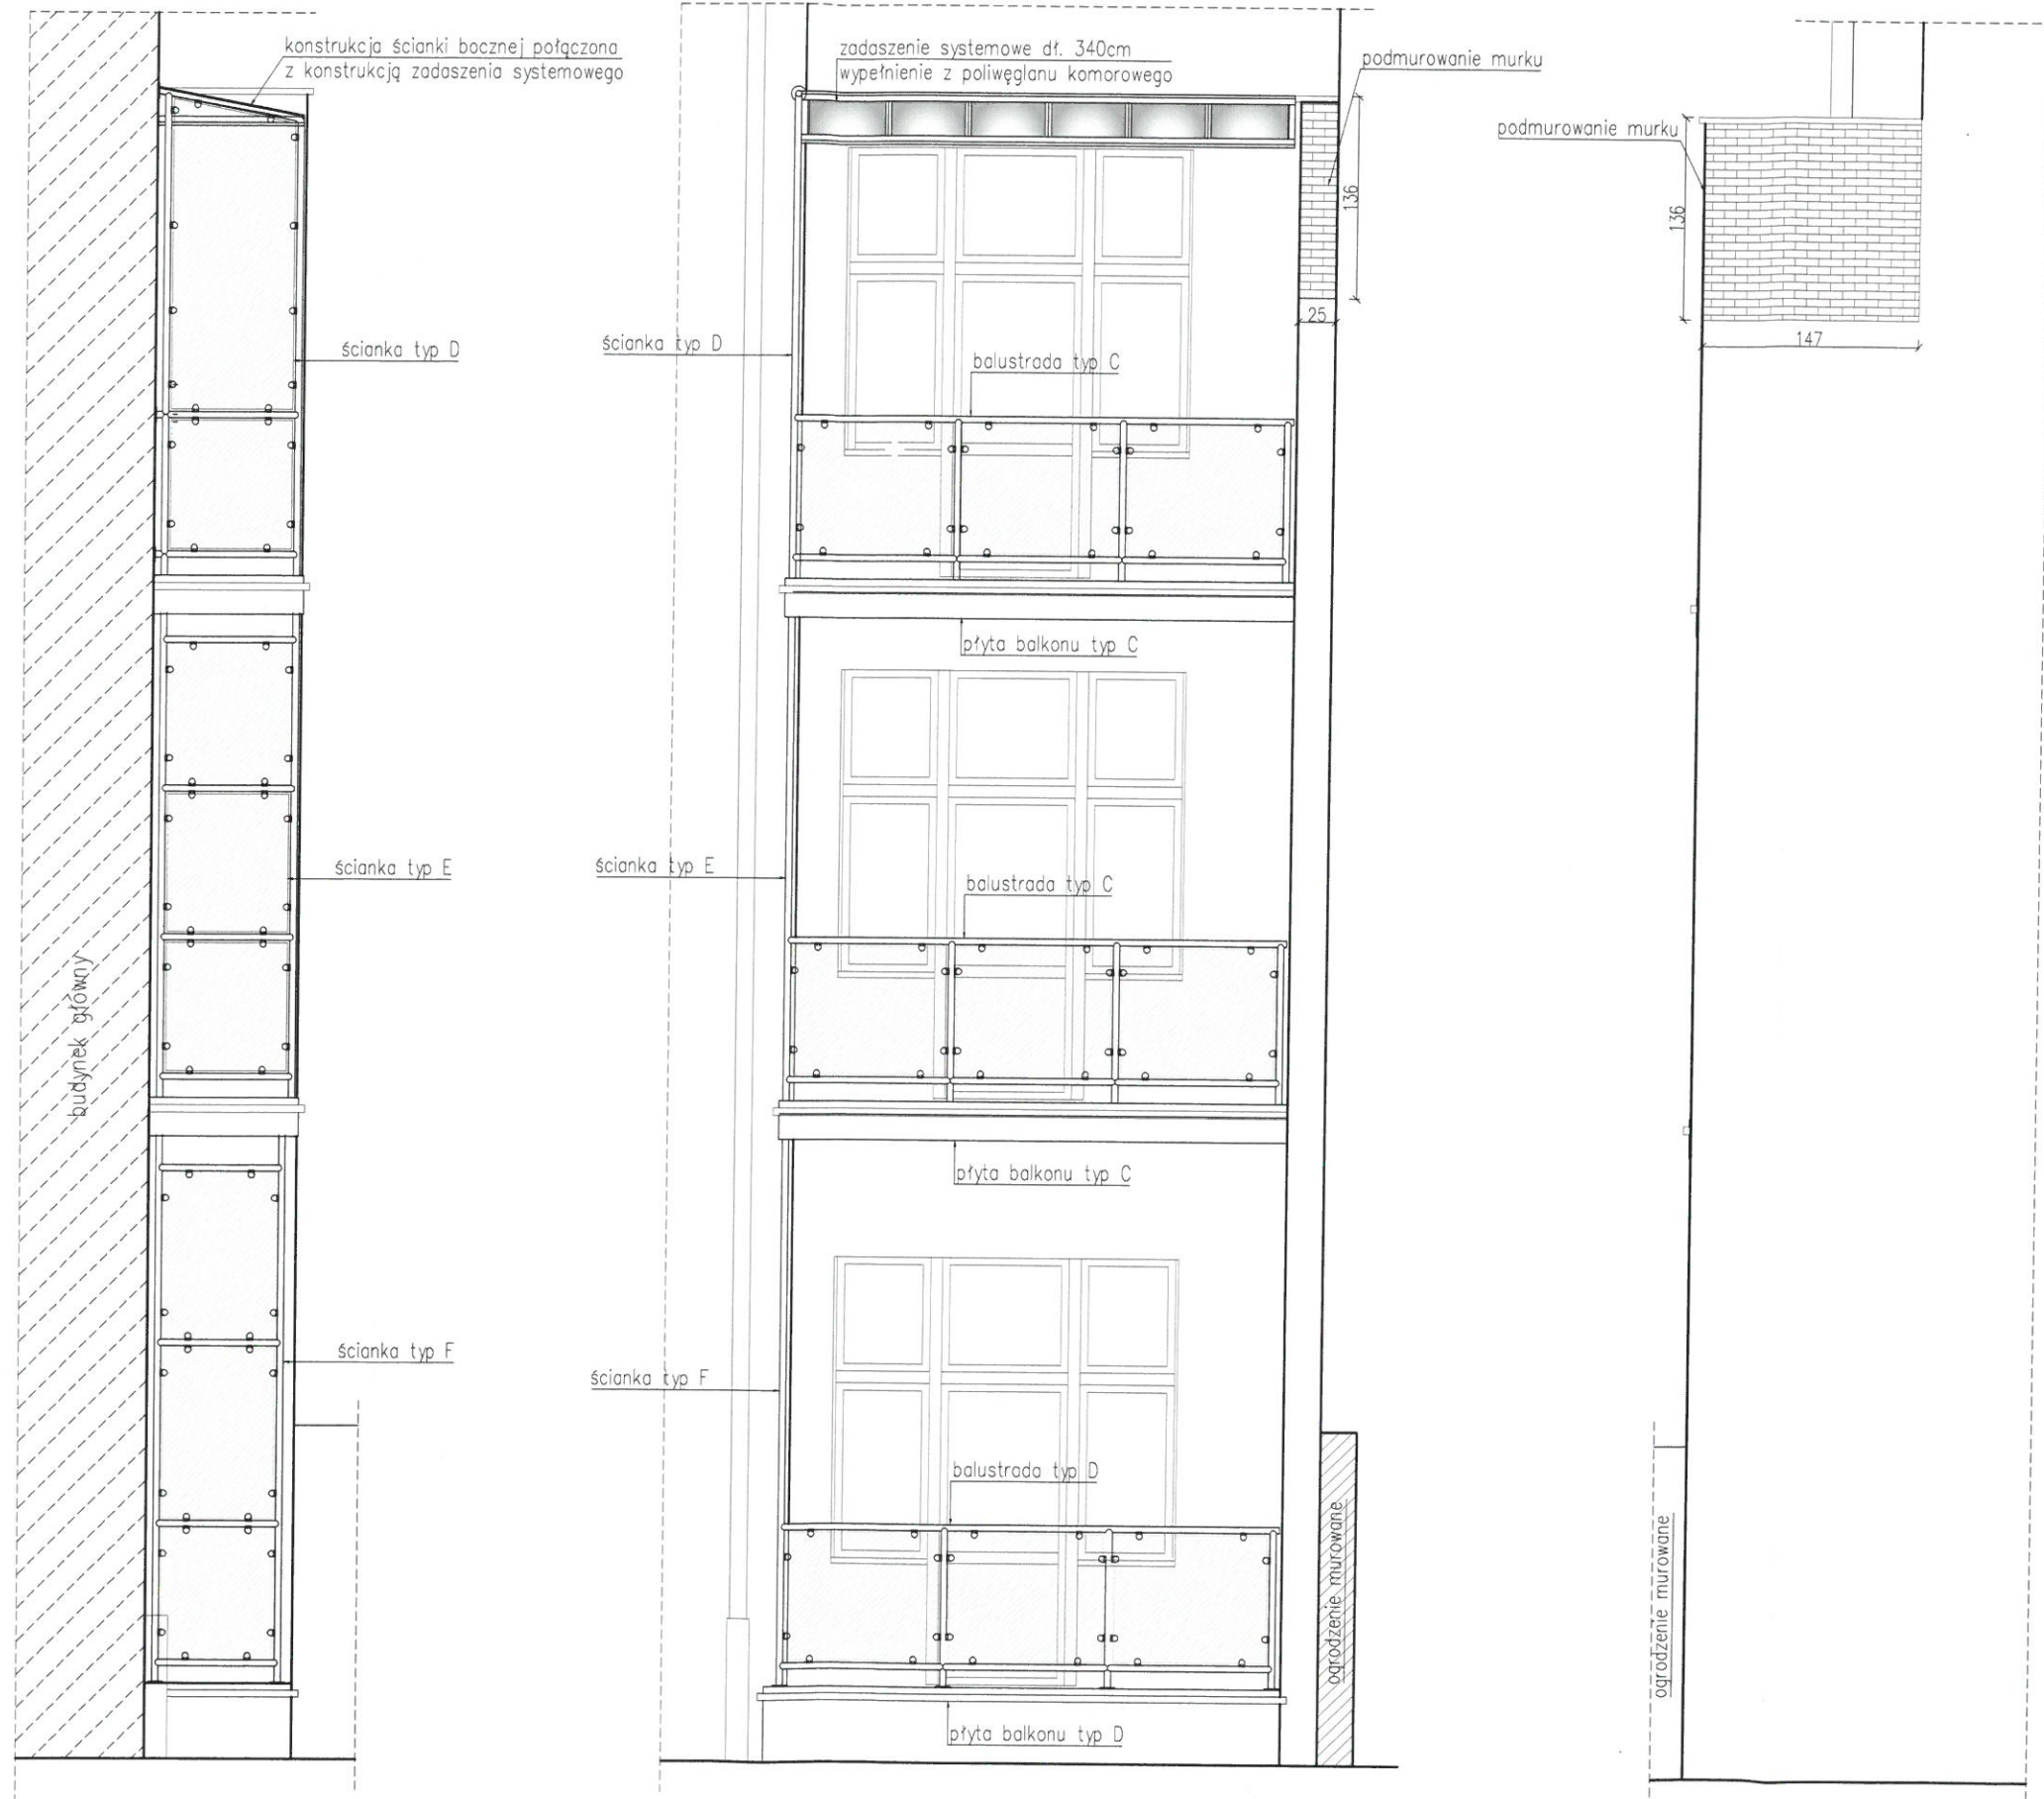 konstrukcja ścianki bocznej połączona
z konstrukcją zadaszenia systemowego
ścianka typ D
ścianka typ E
budynek główny
ścianka typ F
zadaszenie systemowe dł. 340cm
wypełnienie z poliwęglanu komorowego
podmurowanie murku
136
25
ścianka typ D
balustrada typ C
płyta balkonu typ C
ścianka typ E
balustrada typ C
płyta balkonu typ C
ścianka typ F
balustrada typ D
ogrodzenie murowane
płyta balkonu typ D
podmurowanie murku
136
147
ogrodzenie murowane